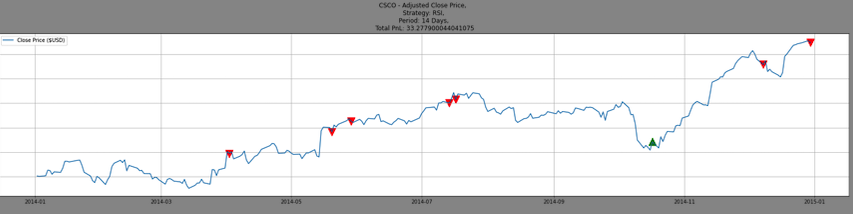 CSCO - Adjusted Close Price,
Strategy: RSI,
Period: 14 Days,
Total PnL: 33.277900044041075
Close Price ($USD)
2014-01 2014-03 2014-05 2014-07 2014-09 2014-11 2015-01